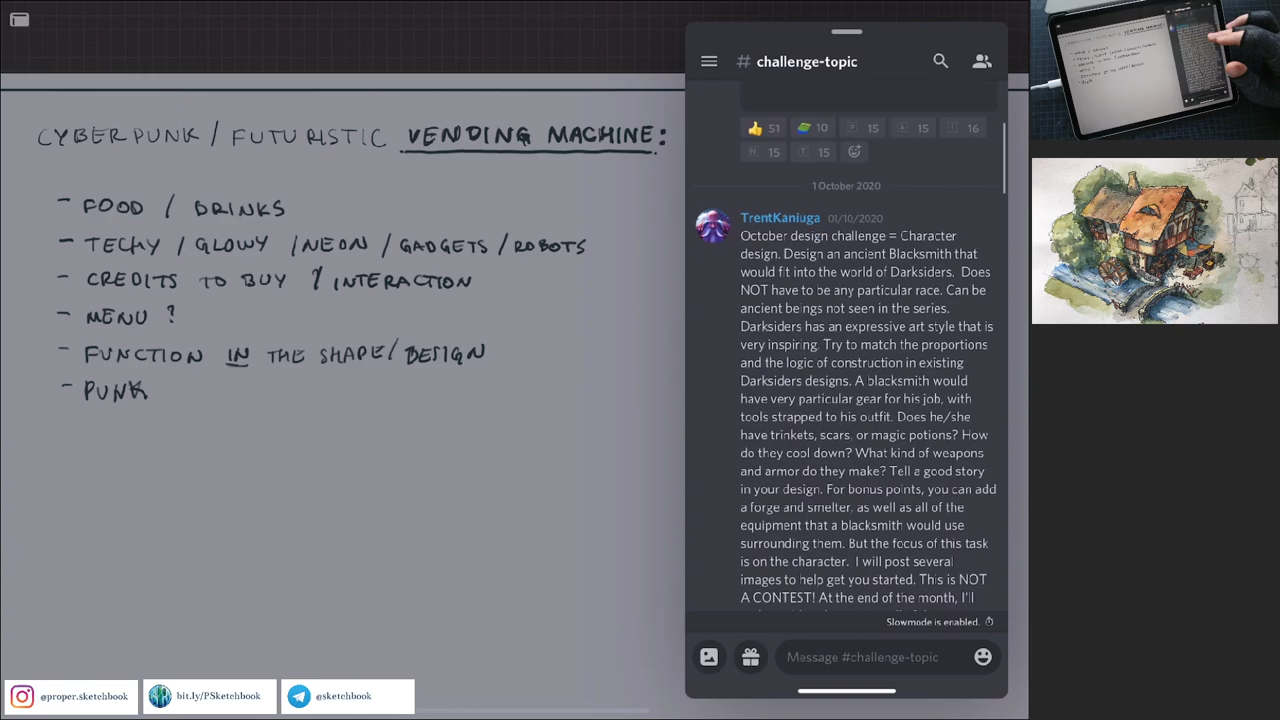 CYBERPUNK / FUTURISTIC VENDING MACHINE:
- FOOD / DRINKS
- TECHY / GLOWY / NEON / GADGETS / ROBOTS
- CREDITS TO BUY / INTERACTION
- MENU ?
- FUNCTION IN THE SHAPE / DESIGN
- PUNK
# challenge-topic
👍 51 10 P 15 A 15 I 16
N 15 T 15
1 October 2020
TrentKaniuga 01/10/2020
October design challenge = Character
design. Design an ancient Blacksmith that
would fit into the world of Darksiders. Does
NOT have to be any particular race. Can be
ancient beings not seen in the series.
Darksiders has an expressive art style that is
very inspiring. Try to match the proportions
and the logic of construction in existing
Darksiders designs. A blacksmith would
have very particular gear for his job, with
tools strapped to his outfit. Does he/she
have trinkets, scars, or magic potions? How
do they cool down? What kind of weapons
and armor do they make? Tell a good story
in your design. For bonus points, you can add
a forge and smelter, as well as all of the
equipment that a blacksmith would use
surrounding them. But the focus of this task
is on the character. I will post several
images to help get you started. This is NOT
A CONTEST! At the end of the month, I'll
Slowmode is enabled.
Message #challenge-topic
@proper.sketchbook
bit.ly/PSketchbook
@sketchbook